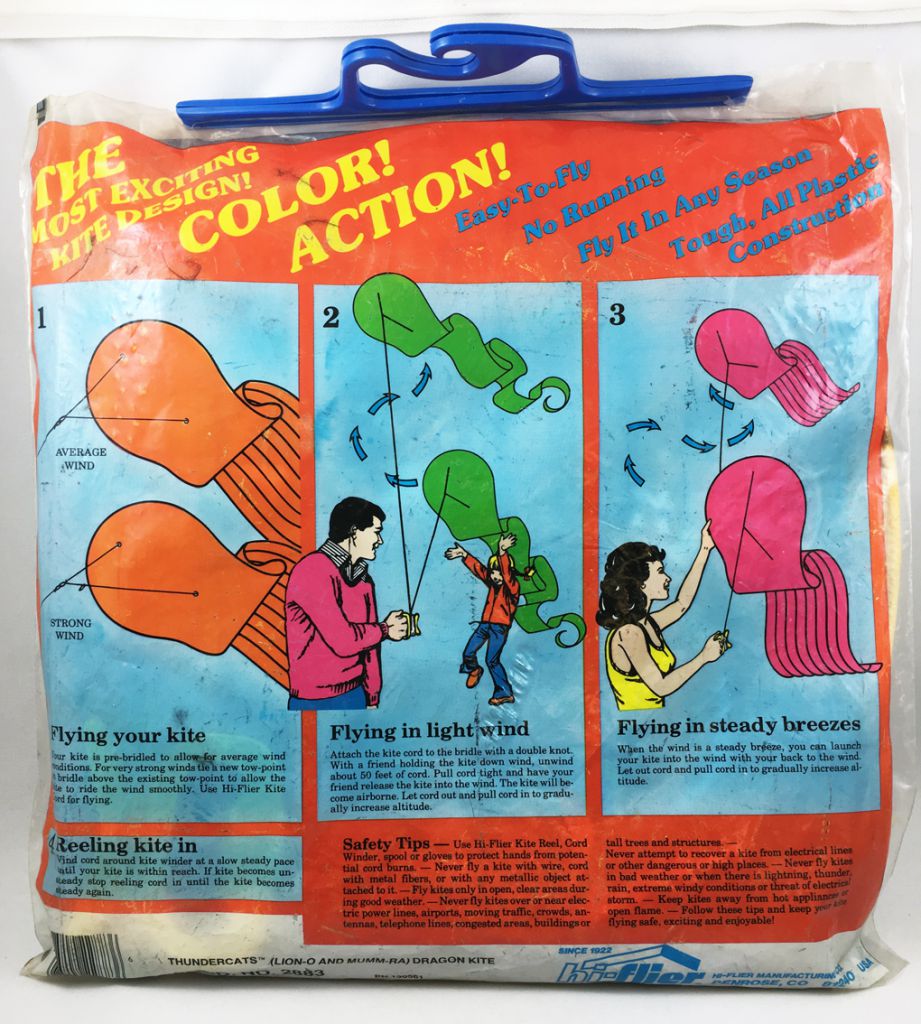 THE
MOST EXCITING
KITE DESIGN!
COLOR!
ACTION!
Easy-To-Fly
No Running
Fly It In Any Season
Tough, All Plastic
Construction
1
AVERAGE
WIND
STRONG
WIND
Flying your kite
Your kite is pre-bridled to allow for average wind
nditions. For very strong winds tie a new tow-point
bridle above the existing tow-point to allow the
te to ride the wind smoothly. Use Hi-Flier Kite
rd for flying.
2
Flying in light wind
Attach the kite cord to the bridle with a double knot.
With a friend holding the kite down wind, unwind
about 50 feet of cord. Pull cord tight and have your
friend release the kite into the wind. The kite will be-
come airborne. Let cord out and pull cord in to gradu-
ally increase altitude.
3
Flying in steady breezes
When the wind is a steady breeze, you can launch
your kite into the wind with your back to the wind.
Let out cord and pull cord in to gradually increase al-
titude.
4 Reeling kite in
Wind cord around kite winder at a slow steady pace
until your kite is within reach. If kite becomes un-
steady stop reeling cord in until the kite becomes
steady again.
Safety Tips — Use Hi-Flier Kite Reel, Cord
Winder, spool or gloves to protect hands from poten-
tial cord burns. — Never fly a kite with wire, cord
with metal fibers, or with any metallic object at-
tached to it. — Fly kites only in open, clear areas dur-
ing good weather. — Never fly kites over or near elec-
tric power lines, airports, moving traffic, crowds, an-
tennas, telephone lines, congested areas, buildings or
tall trees and structures. —
Never attempt to recover a kite from electrical lines
or other dangerous or high places. — Never fly kites
in bad weather or when there is lightning, thunder,
rain, extreme windy conditions or threat of electrical
storm. — Keep kites away from hot appliances or
open flame. — Follow these tips and keep your kite
flying safe, exciting and enjoyable!
6
THUNDERCATS™ (LION-O AND MUMM-RA) DRAGON KITE
NO. 2883
SINCE 1922
hi-flier
HI-FLIER MANUFACTURING CO.
PENROSE, CO 81240 USA